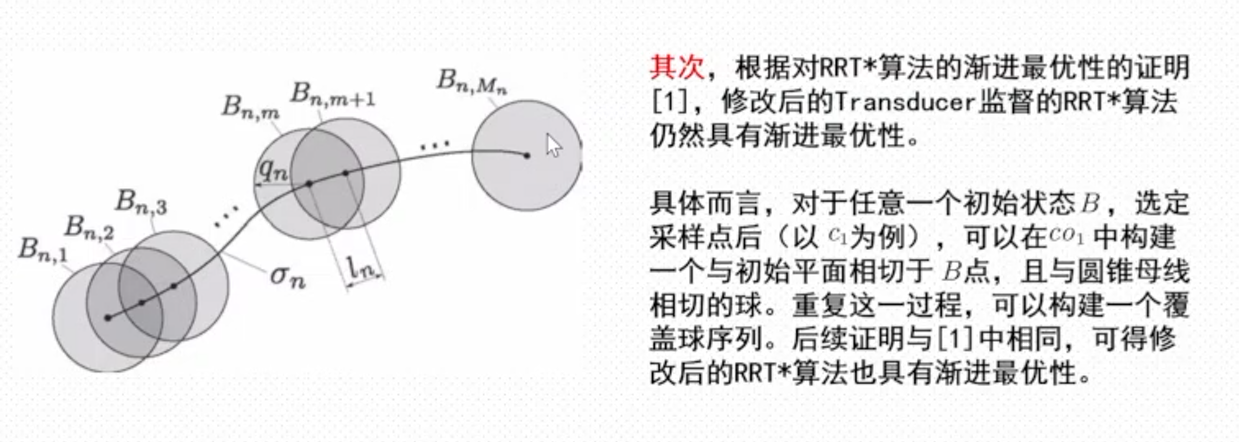 B_{n,1}
B_{n,2}
B_{n,3}
...
σ_n
B_{n,m}
B_{n,m+1}
q_n
l_n
...
B_{n,M_n}
其次，根据对RRT*算法的渐进最优性的证明
[1]，修改后的Transducer监督的RRT*算法
仍然具有渐进最优性。
具体而言，对于任意一个初始状态B，选定
采样点后（以 c₁为例），可以在co₁中构建
一个与初始平面相切于 B点，且与圆锥母线
相切的球。重复这一过程，可以构建一个覆
盖球序列。后续证明与[1]中相同，可得修
改后的RRT*算法也具有渐进最优性。